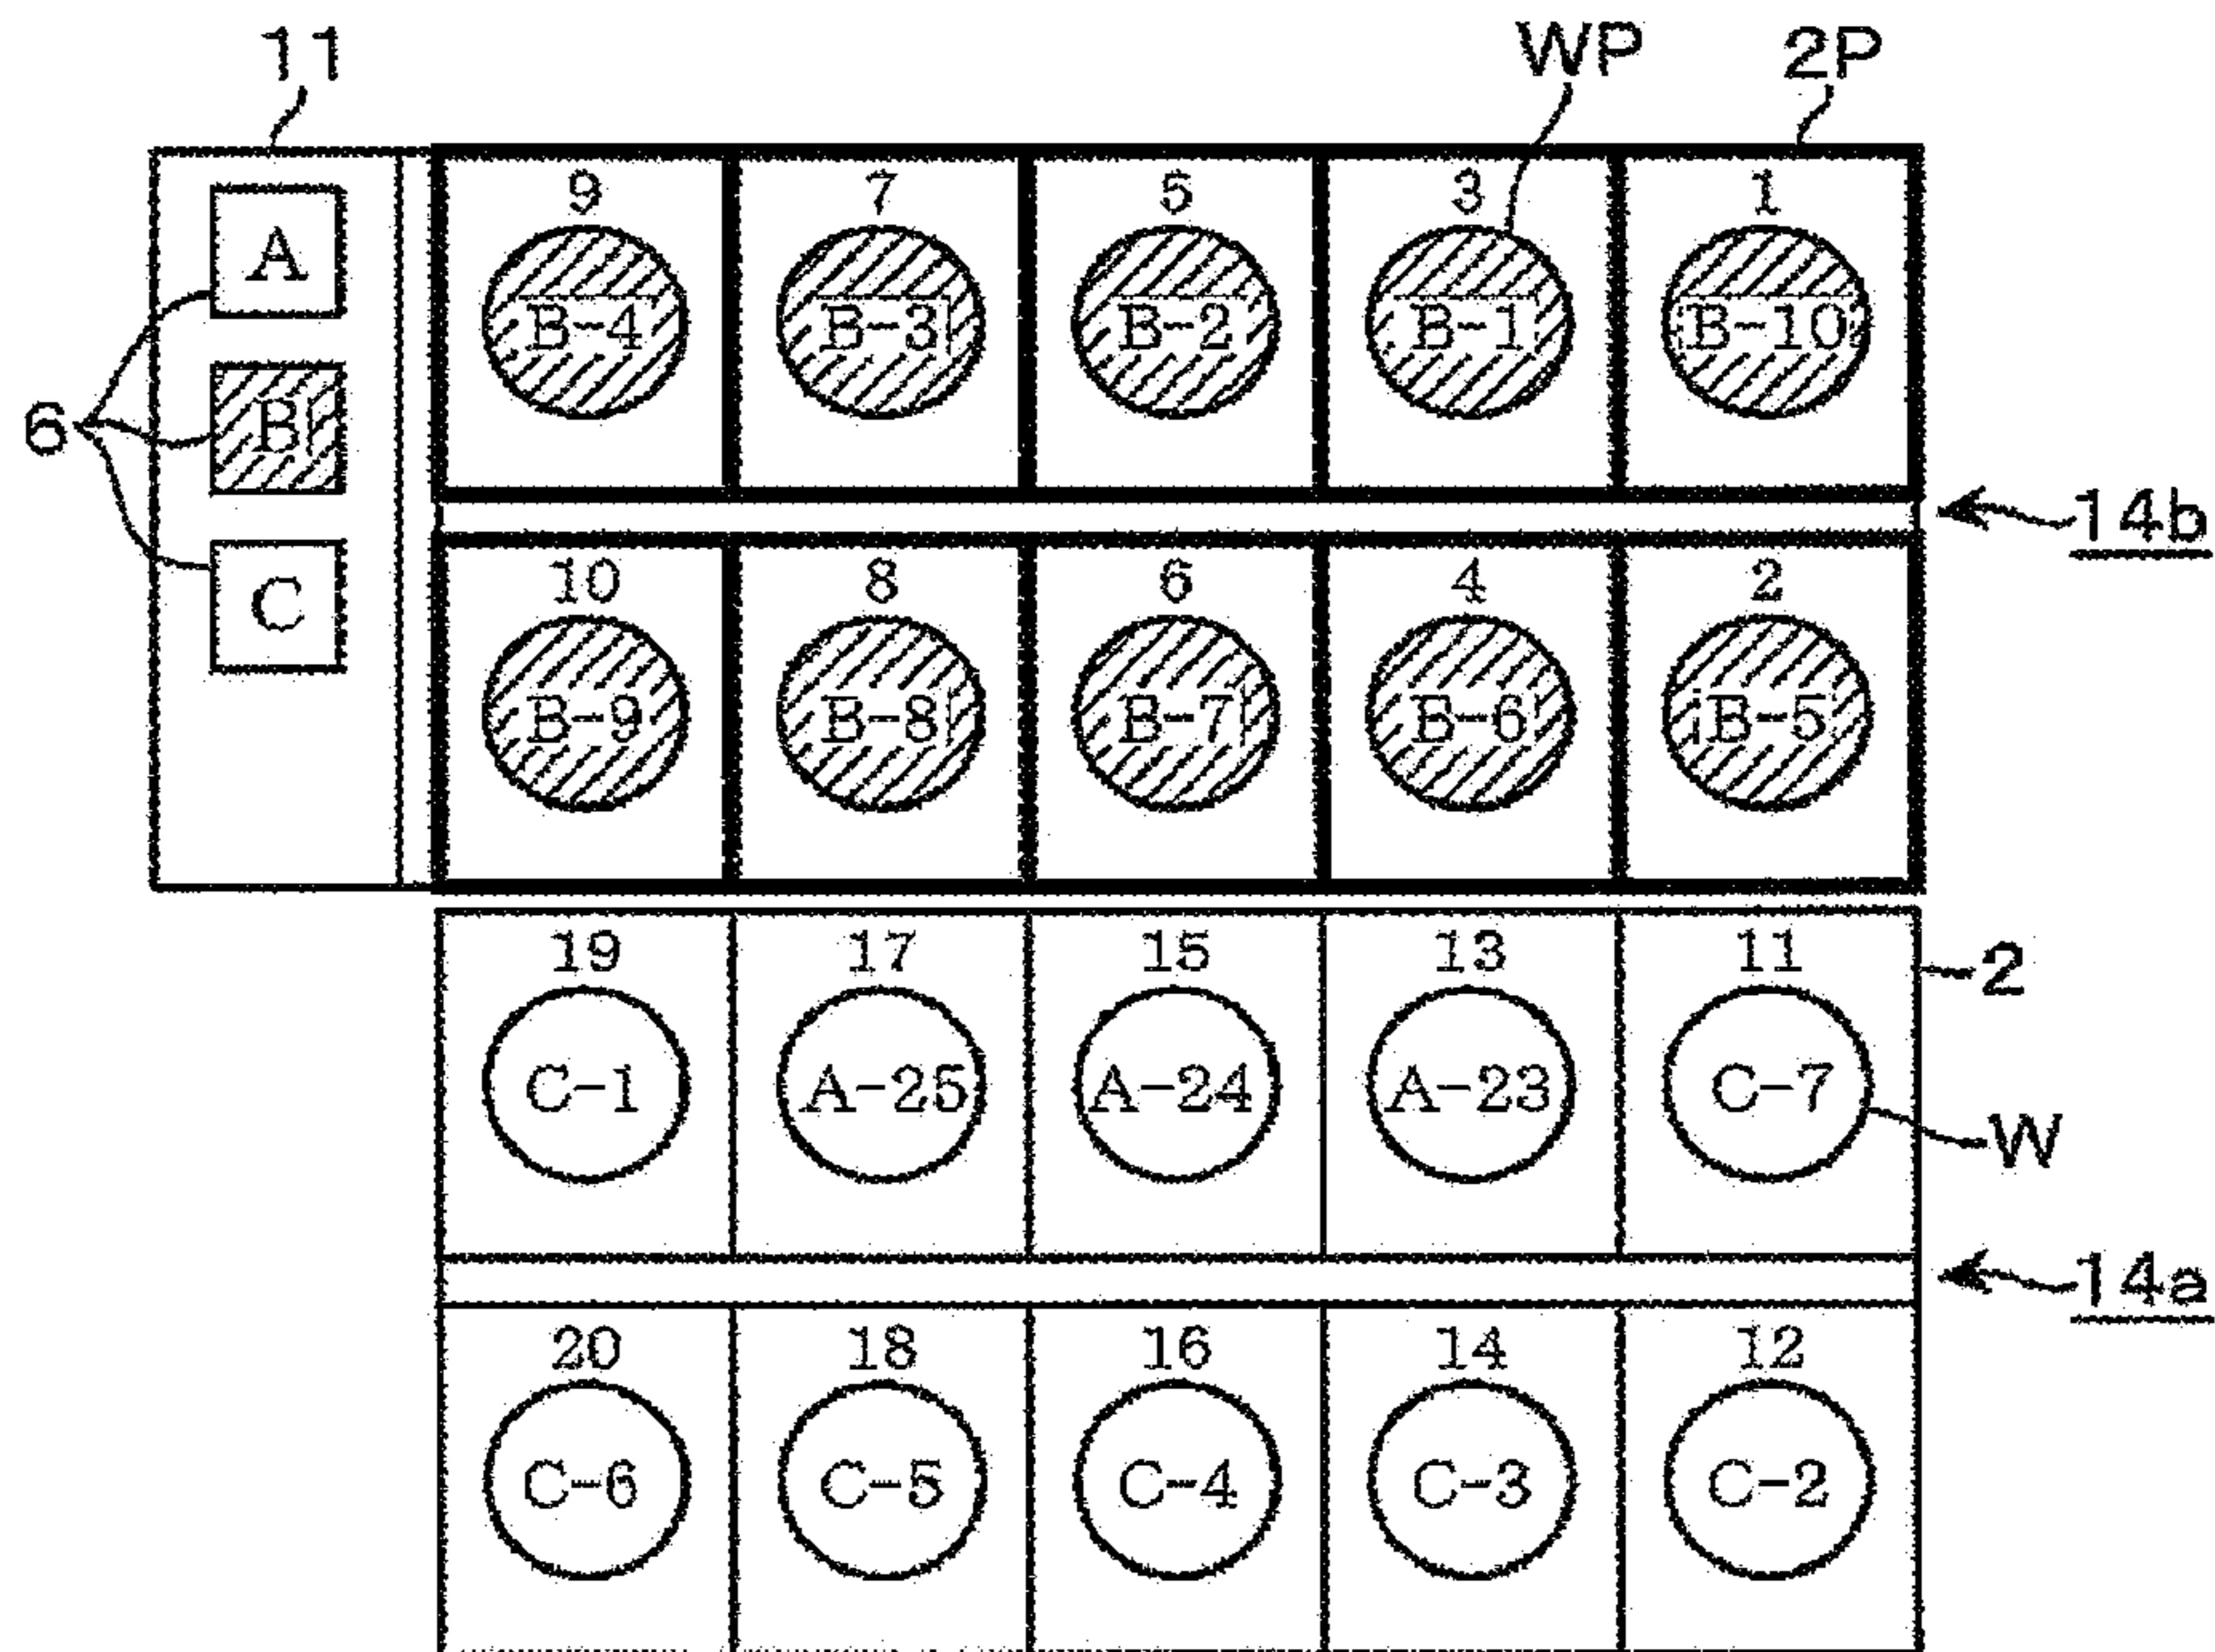 11 WP 2P
A 9 7 5 3 1
B-4 B-3 B-2 B-1 B-10
6 B
14b
C 10 8 6 4 2
B-9 B-8 B-7 B-6 B-5
19 17 15 13 11 2
C-1 A-25 A-24 A-23 C-7 W
14a
20 18 16 14 12
C-6 C-5 C-4 C-3 C-2